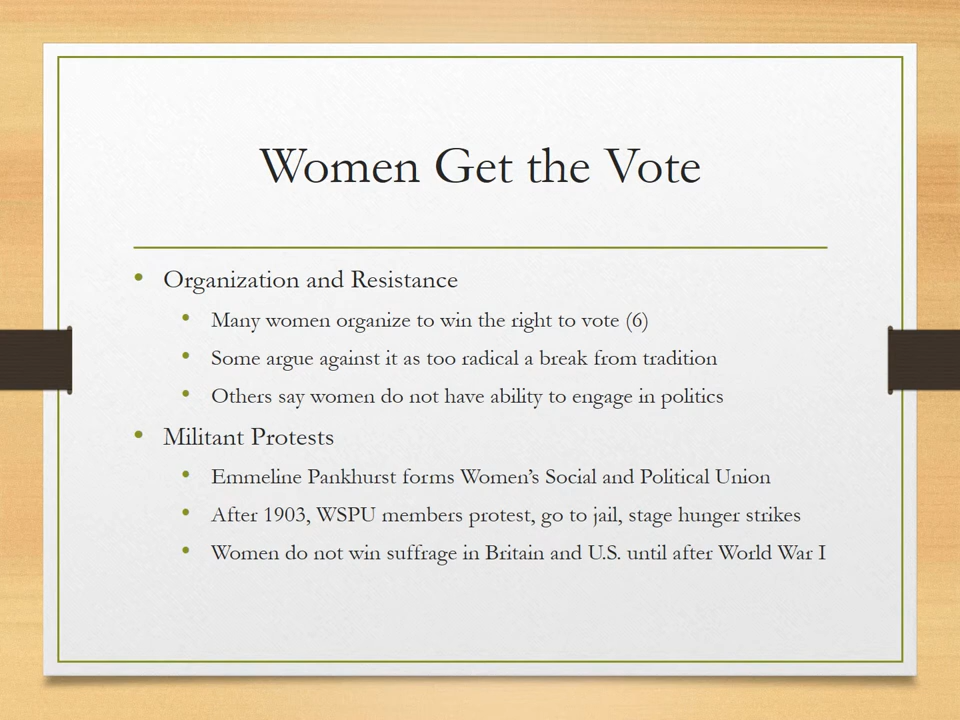 Women Get the Vote
• Organization and Resistance
• Many women organize to win the right to vote (6)
• Some argue against it as too radical a break from tradition
• Others say women do not have ability to engage in politics
• Militant Protests
• Emmeline Pankhurst forms Women’s Social and Political Union
• After 1903, WSPU members protest, go to jail, stage hunger strikes
• Women do not win suffrage in Britain and U.S. until after World War I